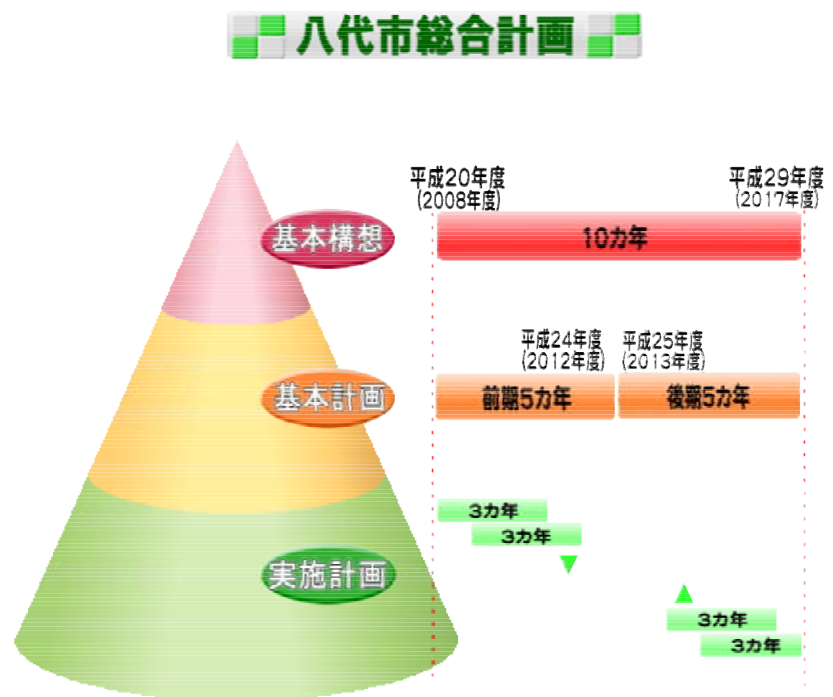 八代市総合計画
平成20年度
(2008年度)
平成29年度
(2017年度)
基本構想
10カ年
平成24年度
(2012年度)
平成25年度
(2013年度)
基本計画
前期5カ年
後期5カ年
3カ年
3カ年
実施計画
3カ年
3カ年